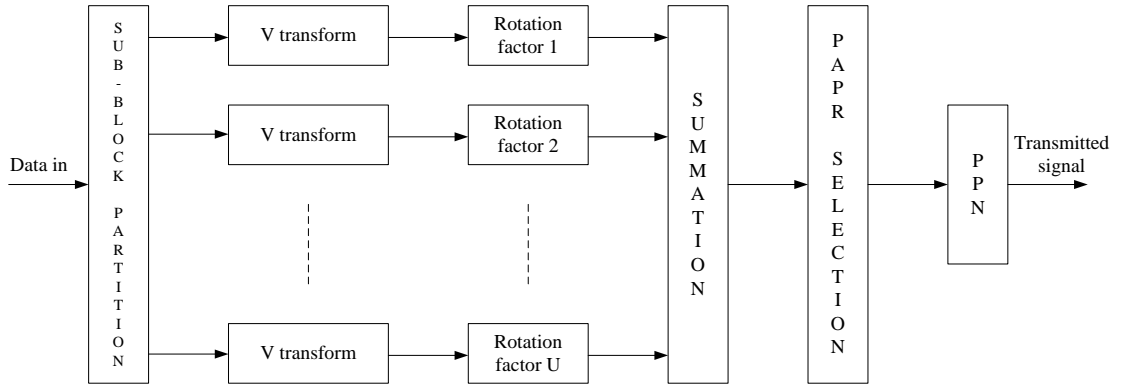 Data in
SUB-BLOCK PARTITION
V transform
Rotation
factor 1
V transform
Rotation
factor 2
V transform
Rotation
factor U
SUMMATION
PAPR SELECTION
PPN
Transmitted
signal